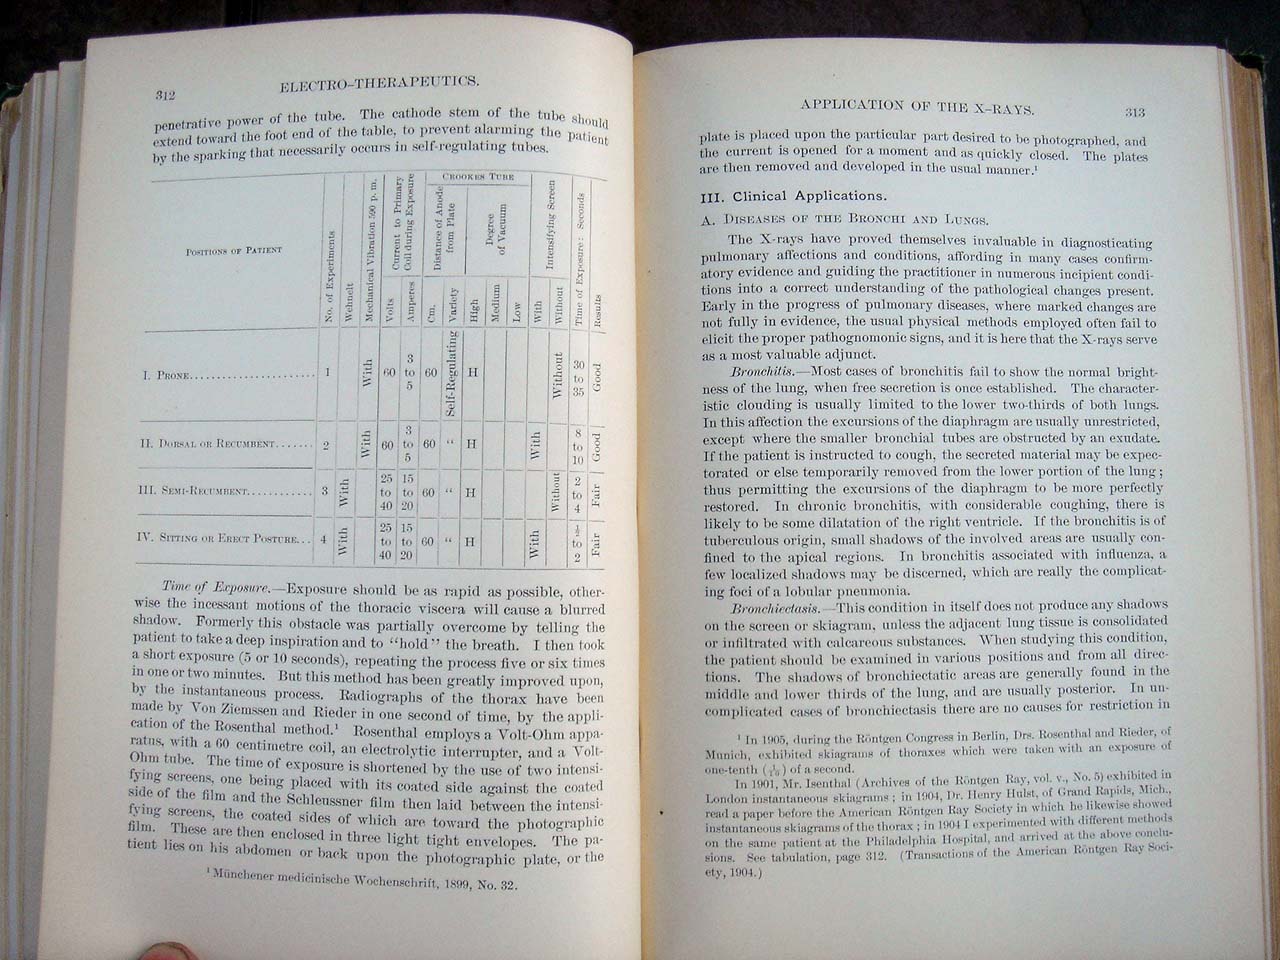 312
ELECTRO-THERAPEUTICS.
penetrative power of the tube. The cathode stem of the tube should
extend toward the foot end of the table, to prevent alarming the patient
by the sparking that necessarily occurs in self-regulating tubes.
POSITIONS OF PATIENT
No. of Experiments
Wehnelt
Mechanical Vibration 590 p. m.
Current to Primary
Coil during Exposure
Volts
Amperes
CROOKES TUBE
Distance of Anode
from Plate
Cm.
Variety
Degree
of Vacuum
High
Medium
Low
Intensifying Screen
With
Without
Time of Exposure: Seconds
Results
I. PRONE........................ 1 With 60 3 to 5 60 Self-Regulating H Without 30 to 35 Good
II. DORSAL OR RECUMBENT....... 2 With 60 3 to 5 60 “ H With 8 to 10 Good
III. SEMI-RECUMBENT............ 3 With 25 to 40 15 to 20 60 “ H Without 2 to 4 Fair
IV. SITTING OR ERECT POSTURE... 4 With 25 to 40 15 to 20 60 “ H With ½ to 2 Fair
Time of Exposure.—Exposure should be as rapid as possible, other-
wise the incessant motions of the thoracic viscera will cause a blurred
shadow. Formerly this obstacle was partially overcome by telling the
patient to take a deep inspiration and to “hold” the breath. I then took
a short exposure (5 or 10 seconds), repeating the process five or six times
in one or two minutes. But this method has been greatly improved upon,
by the instantaneous process. Radiographs of the thorax have been
made by Von Ziemssen and Rieder in one second of time, by the appli-
cation of the Rosenthal method.¹ Rosenthal employs a Volt-Ohm appa-
ratus, with a 60 centimetre coil, an electrolytic interrupter, and a Volt-
Ohm tube. The time of exposure is shortened by the use of two intensi-
fying screens, one being placed with its coated side against the coated
side of the film and the Schleussner film then laid between the intensi-
fying screens, the coated sides of which are toward the photographic
film. These are then enclosed in three light tight envelopes. The pa-
tient lies on his abdomen or back upon the photographic plate, or the
¹ Münchener medicinische Wochenschrift, 1899, No. 32.
APPLICATION OF THE X-RAYS.
313
plate is placed upon the particular part desired to be photographed, and
the current is opened for a moment and as quickly closed. The plates
are then removed and developed in the usual manner.¹
III. Clinical Applications.
A. DISEASES OF THE BRONCHI AND LUNGS.
The X-rays have proved themselves invaluable in diagnosticating
pulmonary affections and conditions, affording in many cases confirm-
atory evidence and guiding the practitioner in numerous incipient condi-
tions into a correct understanding of the pathological changes present.
Early in the progress of pulmonary diseases, where marked changes are
not fully in evidence, the usual physical methods employed often fail to
elicit the proper pathognomonic signs, and it is here that the X-rays serve
as a most valuable adjunct.
Bronchitis.—Most cases of bronchitis fail to show the normal bright-
ness of the lung, when free secretion is once established. The character-
istic clouding is usually limited to the lower two-thirds of both lungs.
In this affection the excursions of the diaphragm are usually unrestricted,
except where the smaller bronchial tubes are obstructed by an exudate.
If the patient is instructed to cough, the secreted material may be expec-
torated or else temporarily removed from the lower portion of the lung;
thus permitting the excursions of the diaphragm to be more perfectly
restored. In chronic bronchitis, with considerable coughing, there is
likely to be some dilatation of the right ventricle. If the bronchitis is of
tuberculous origin, small shadows of the involved areas are usually con-
fined to the apical regions. In bronchitis associated with influenza, a
few localized shadows may be discerned, which are really the complicat-
ing foci of a lobular pneumonia.
Bronchiectasis.—This condition in itself does not produce any shadows
on the screen or skiagram, unless the adjacent lung tissue is consolidated
or infiltrated with calcareous substances. When studying this condition,
the patient should be examined in various positions and from all direc-
tions. The shadows of bronchiectatic areas are generally found in the
middle and lower thirds of the lung, and are usually posterior. In un-
complicated cases of bronchiectasis there are no causes for restriction in
¹ In 1905, during the Röntgen Congress in Berlin, Drs. Rosenthal and Rieder, of
Munich, exhibited skiagrams of thoraxes which were taken with an exposure of
one-tenth (1/10) of a second.
In 1901, Mr. Isenthal (Archives of the Röntgen Ray, vol. v., No. 5) exhibited in
London instantaneous skiagrams; in 1904, Dr. Henry Hulst, of Grand Rapids, Mich.,
read a paper before the American Röntgen Ray Society in which he likewise showed
instantaneous skiagrams of the thorax; in 1904 I experimented with different methods
on the same patient at the Philadelphia Hospital, and arrived at the above conclu-
sions. See tabulation, page 312. (Transactions of the American Röntgen Ray Soci-
ety, 1904.)